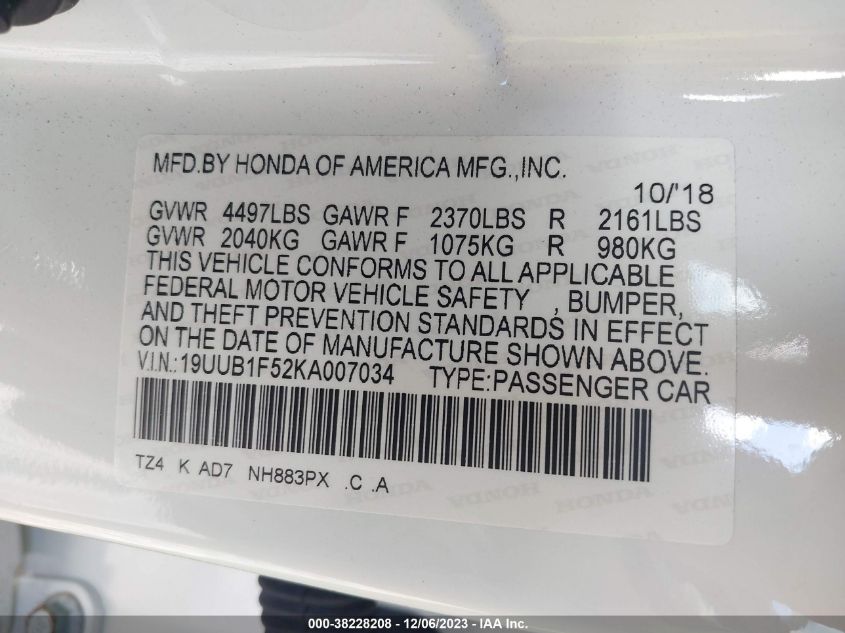 MFD.BY HONDA OF AMERICA MFG.,INC.
10/'18
GVWR 4497LBS GAWR F 2370LBS R 2161LBS
GVWR 2040KG GAWR F 1075KG R 980KG
THIS VEHICLE CONFORMS TO ALL APPLICABLE
FEDERAL MOTOR VEHICLE SAFETY , BUMPER,
AND THEFT PREVENTION STANDARDS IN EFFECT
ON THE DATE OF MANUFACTURE SHOWN ABOVE.
V.I.N.:19UUB1F52KA007034 TYPE:PASSENGER CAR
TZ4 K AD7 NH883PX .C .A
000-38228208 - 12/06/2023 - IAA Inc.